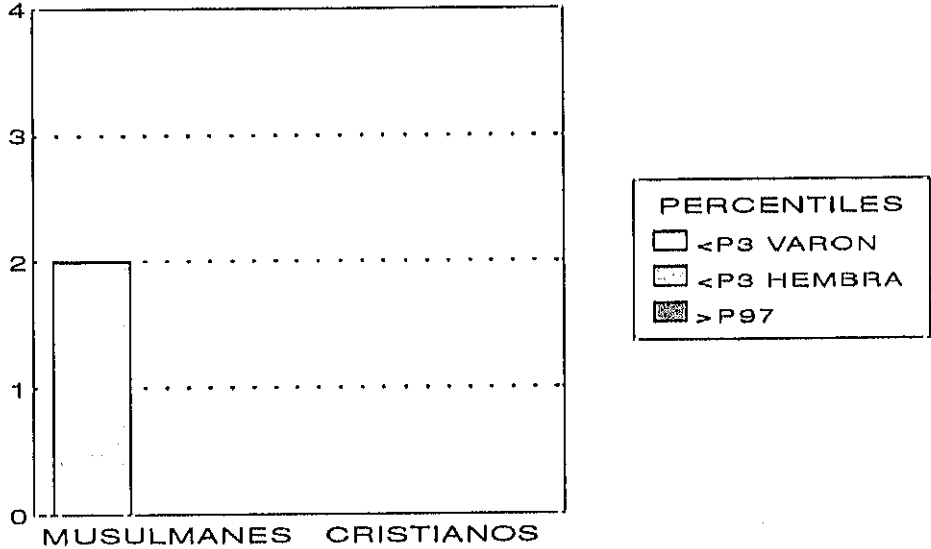 4
3
2
1
0
MUSULMANES CRISTIANOS
PERCENTILES
<P3 VARON
<P3 HEMBRA
>P97